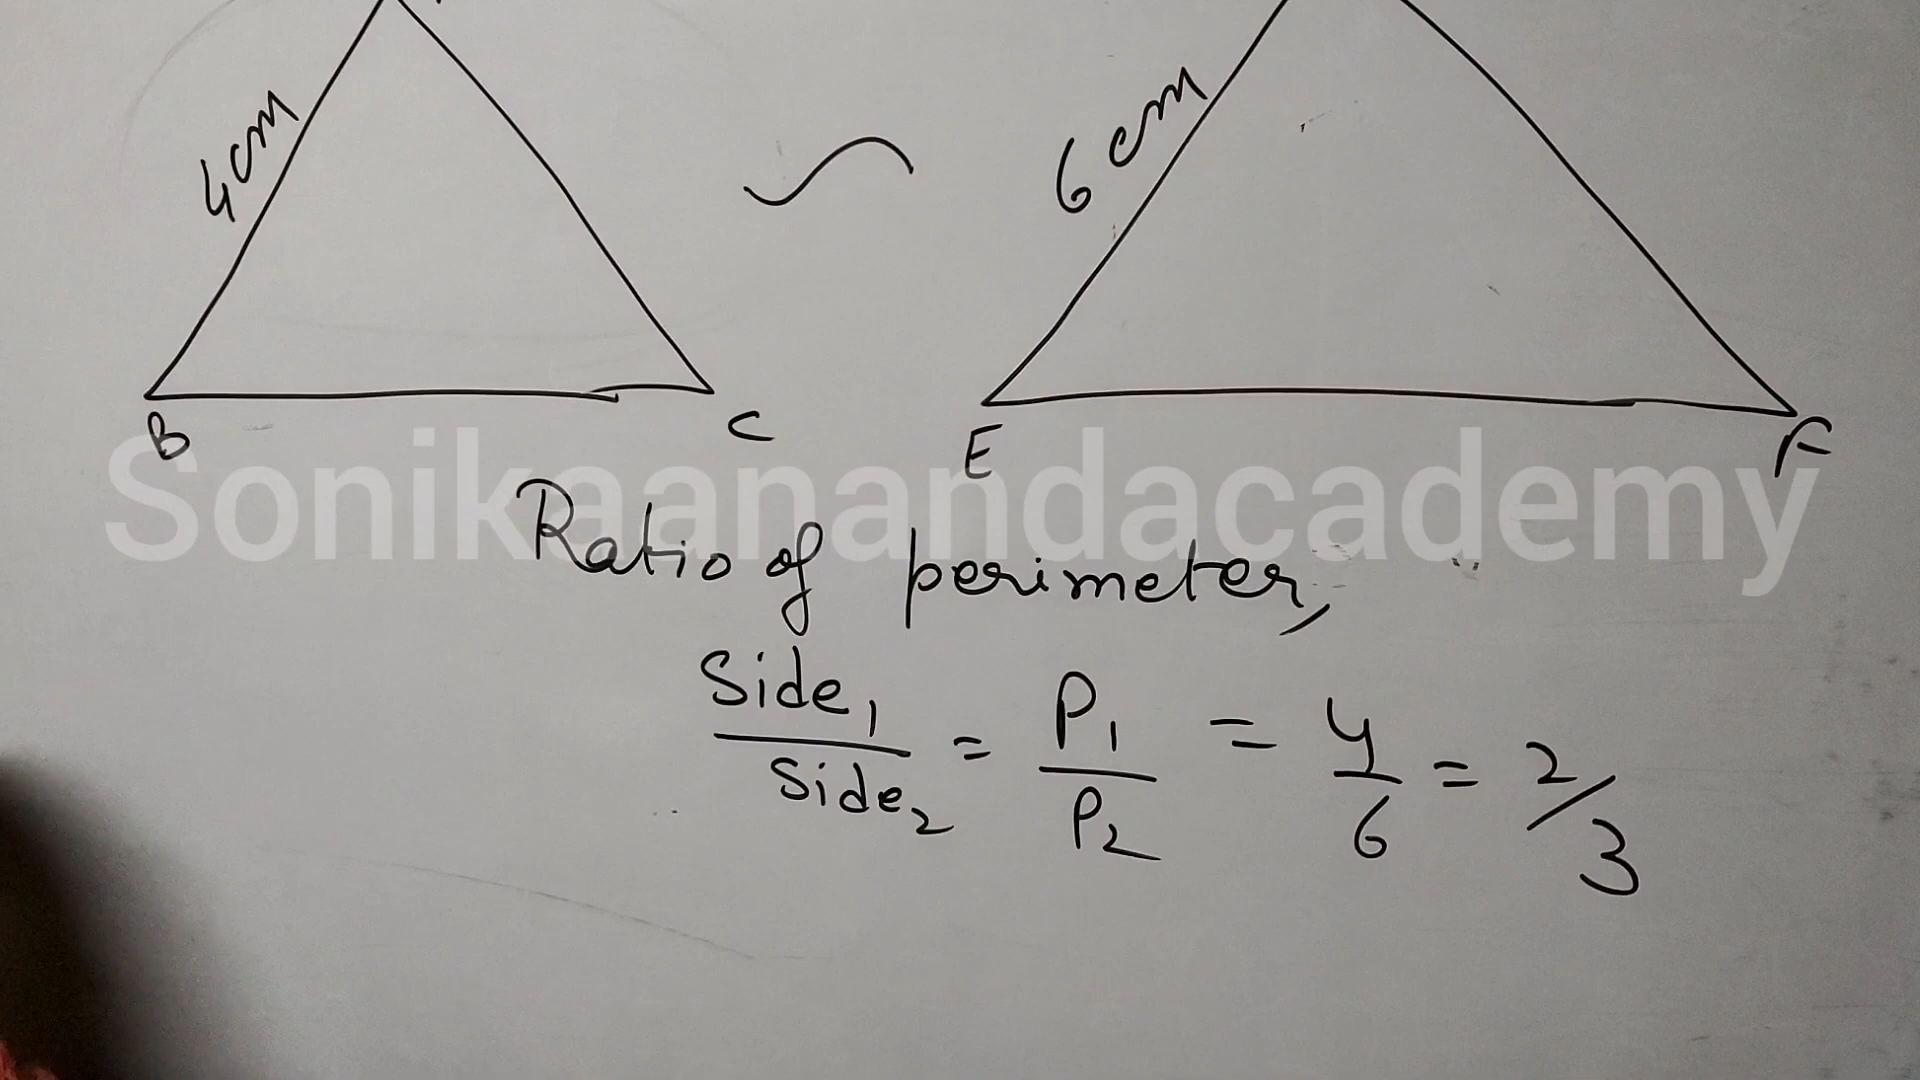 4cm
6cm
B
C
E
F
Sonikaanandacademy
Ratio of perimeter,
Side₁/Side₂ = P₁/P₂ = 4/6 = 2/3